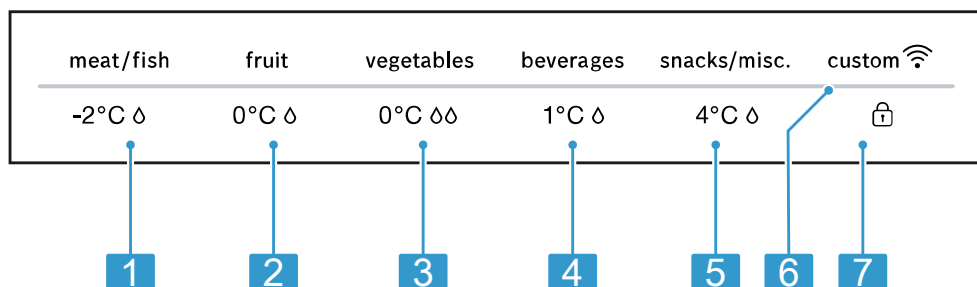 meat/fish fruit vegetables beverages snacks/misc. custom
-2°C 0°C 0°C 1°C 4°C
1 2 3 4 5 6 7